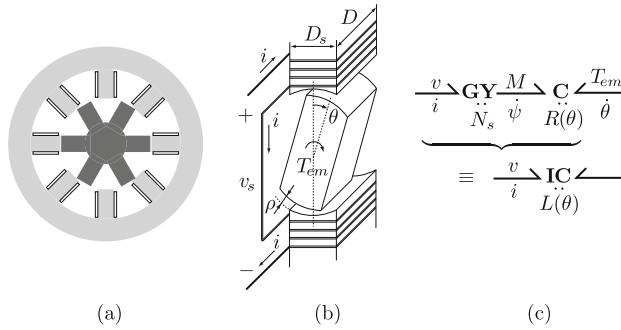 D_s
D
i
+
i
θ
v_s
T_em
ρ
i
−
v M T_em
GY C
i ψ̇ θ̇
N_s R(θ)
≡ v IC
i
L(θ)
(a) (b) (c)